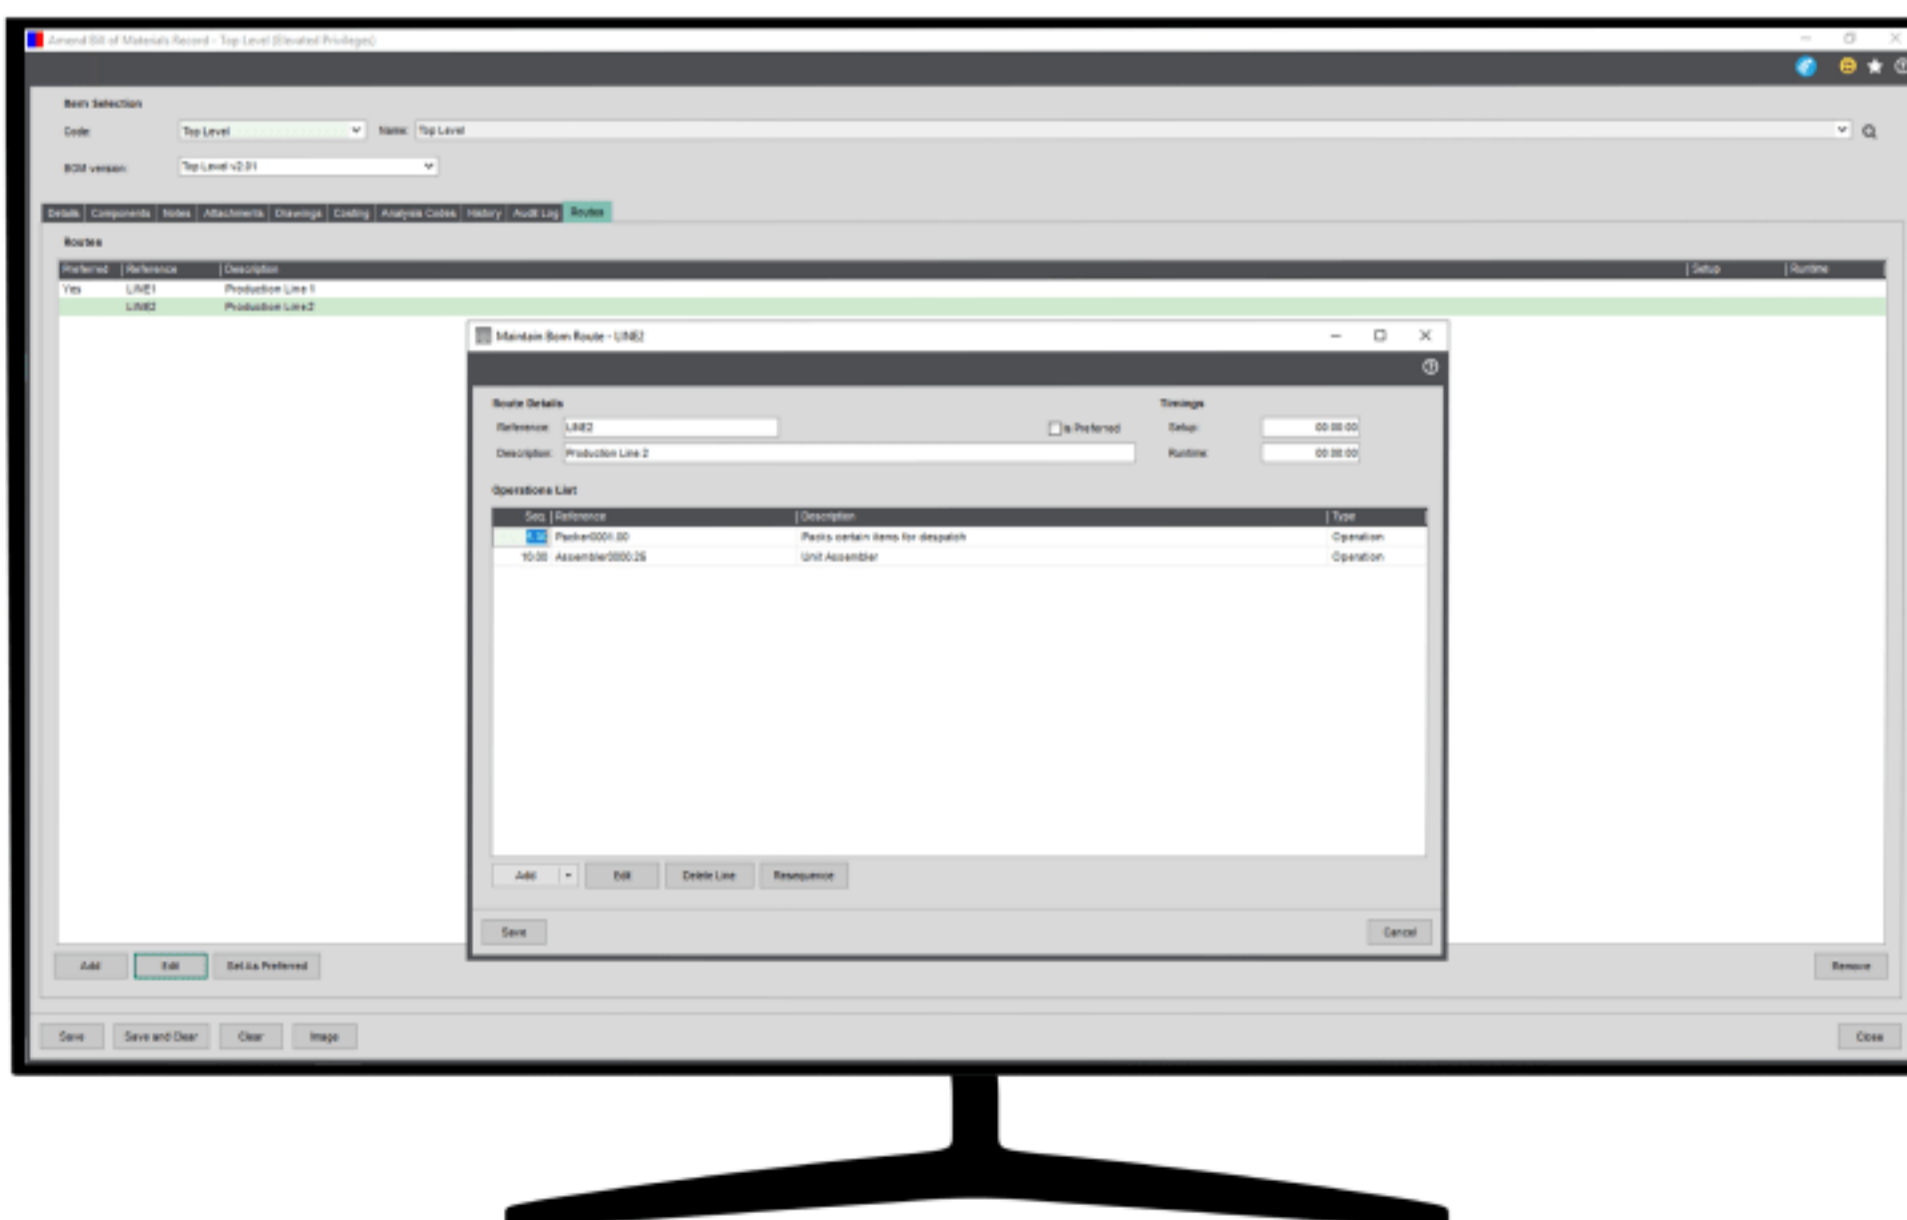 Amend Bill of Materials Record - Top Level (Elevated Privileges)
Item Selection
Code: Top Level Name: Top Level
BOM version: Top Level v2.01
Details Components Notes Attachments Drawings Costing Analysis Codes History Audit Log Routes
Routes
Preferred Reference Description Setup Runtime
Yes LINE1 Production Line 1
LINE2 Production Line 2
Maintain Bom Route - LINE2
Route Details Timings
Reference: LINE2 Is Preferred Setup: 00:00:00
Description: Production Line 2 Runtime: 00:00:00
Operations List
Seq. Reference Description Type
Packer0001.00 Packs certain items for despatch Operation
10.00 Assembler0000.25 Unit Assembler Operation
Add Edit Delete Line Resequence
Save Cancel
Add Edit Set As Preferred Remove
Save Save and Clear Clear Image Close